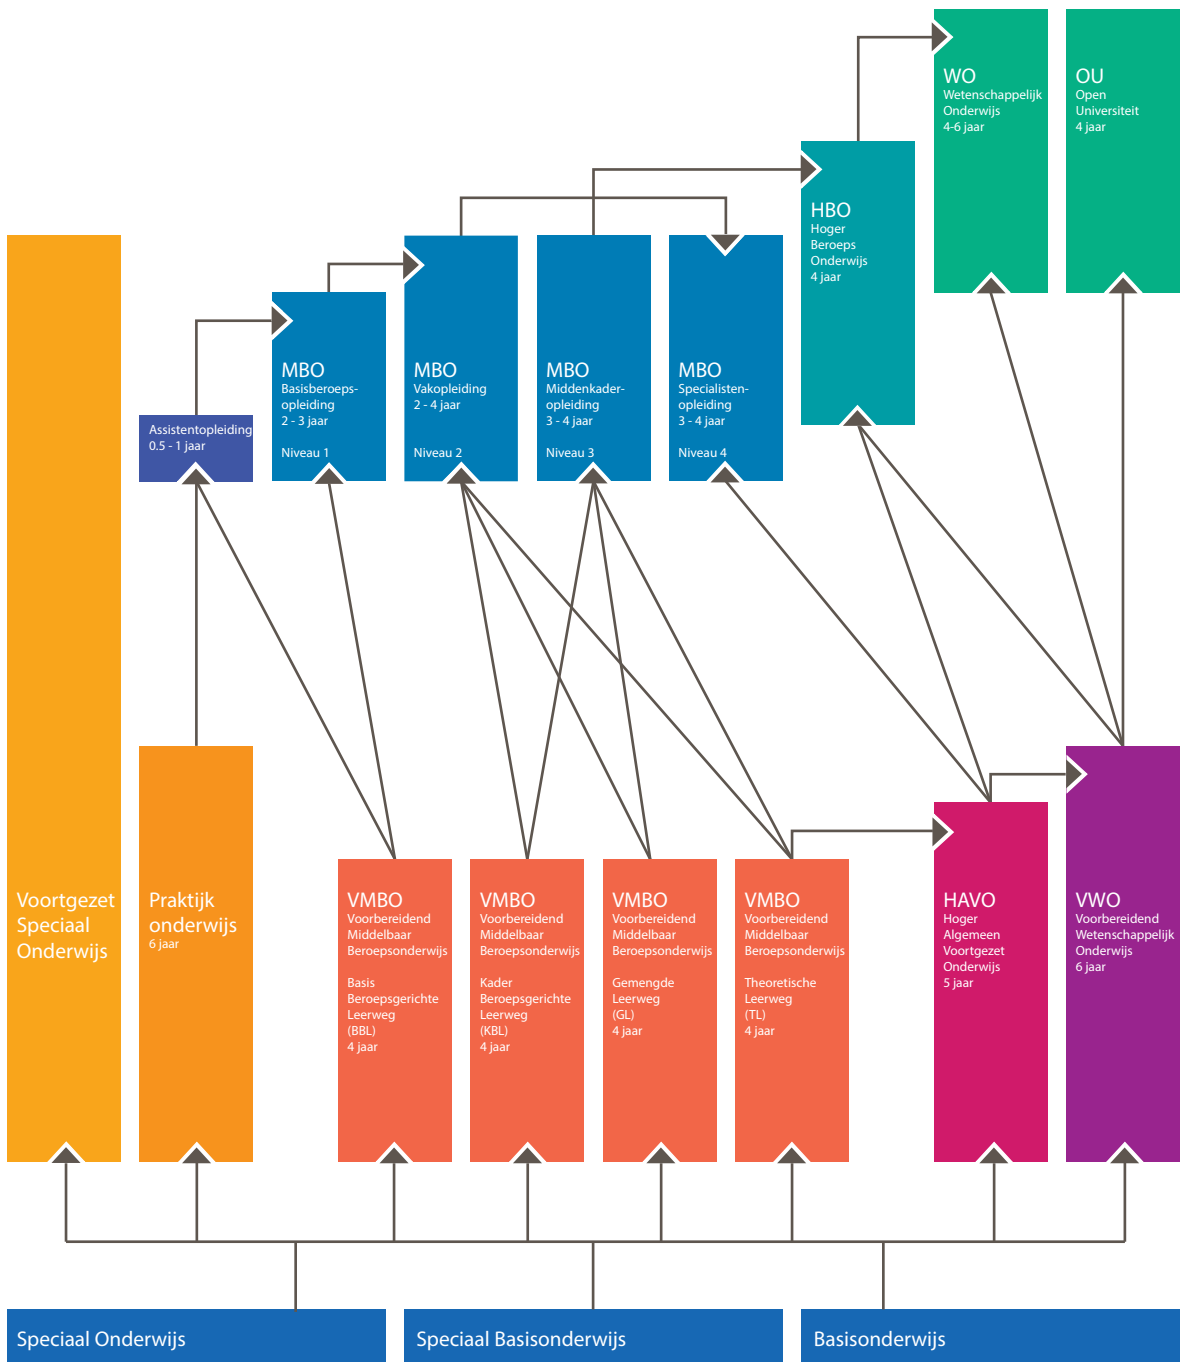 WO
Wetenschappelijk
Onderwijs
4-6 jaar
OU
Open
Universiteit
4 jaar
HBO
Hoger
Beroeps
Onderwijs
4 jaar
Assistentopleiding
0.5 - 1 jaar
MBO
Basisberoeps-
opleiding
2 - 3 jaar
Niveau 1
MBO
Vakopleiding
2 - 4 jaar
Niveau 2
MBO
Middenkader-
opleiding
3 - 4 jaar
Niveau 3
MBO
Specialisten-
opleiding
3 - 4 jaar
Niveau 4
Voortgezet
Speciaal
Onderwijs
Praktijk
onderwijs
6 jaar
VMBO
Voorbereidend
Middelbaar
Beroepsonderwijs
Basis
Beroepsgerichte
Leerweg
(BBL)
4 jaar
VMBO
Voorbereidend
Middelbaar
Beroepsonderwijs
Kader
Beroepsgerichte
Leerweg
(KBL)
4 jaar
VMBO
Voorbereidend
Middelbaar
Beroepsonderwijs
Gemengde
Leerweg
(GL)
4 jaar
VMBO
Voorbereidend
Middelbaar
Beroepsonderwijs
Theoretische
Leerweg
(TL)
4 jaar
HAVO
Hoger
Algemeen
Voortgezet
Onderwijs
5 jaar
VWO
Voorbereidend
Wetenschappelijk
Onderwijs
6 jaar
Speciaal Onderwijs
Speciaal Basisonderwijs
Basisonderwijs